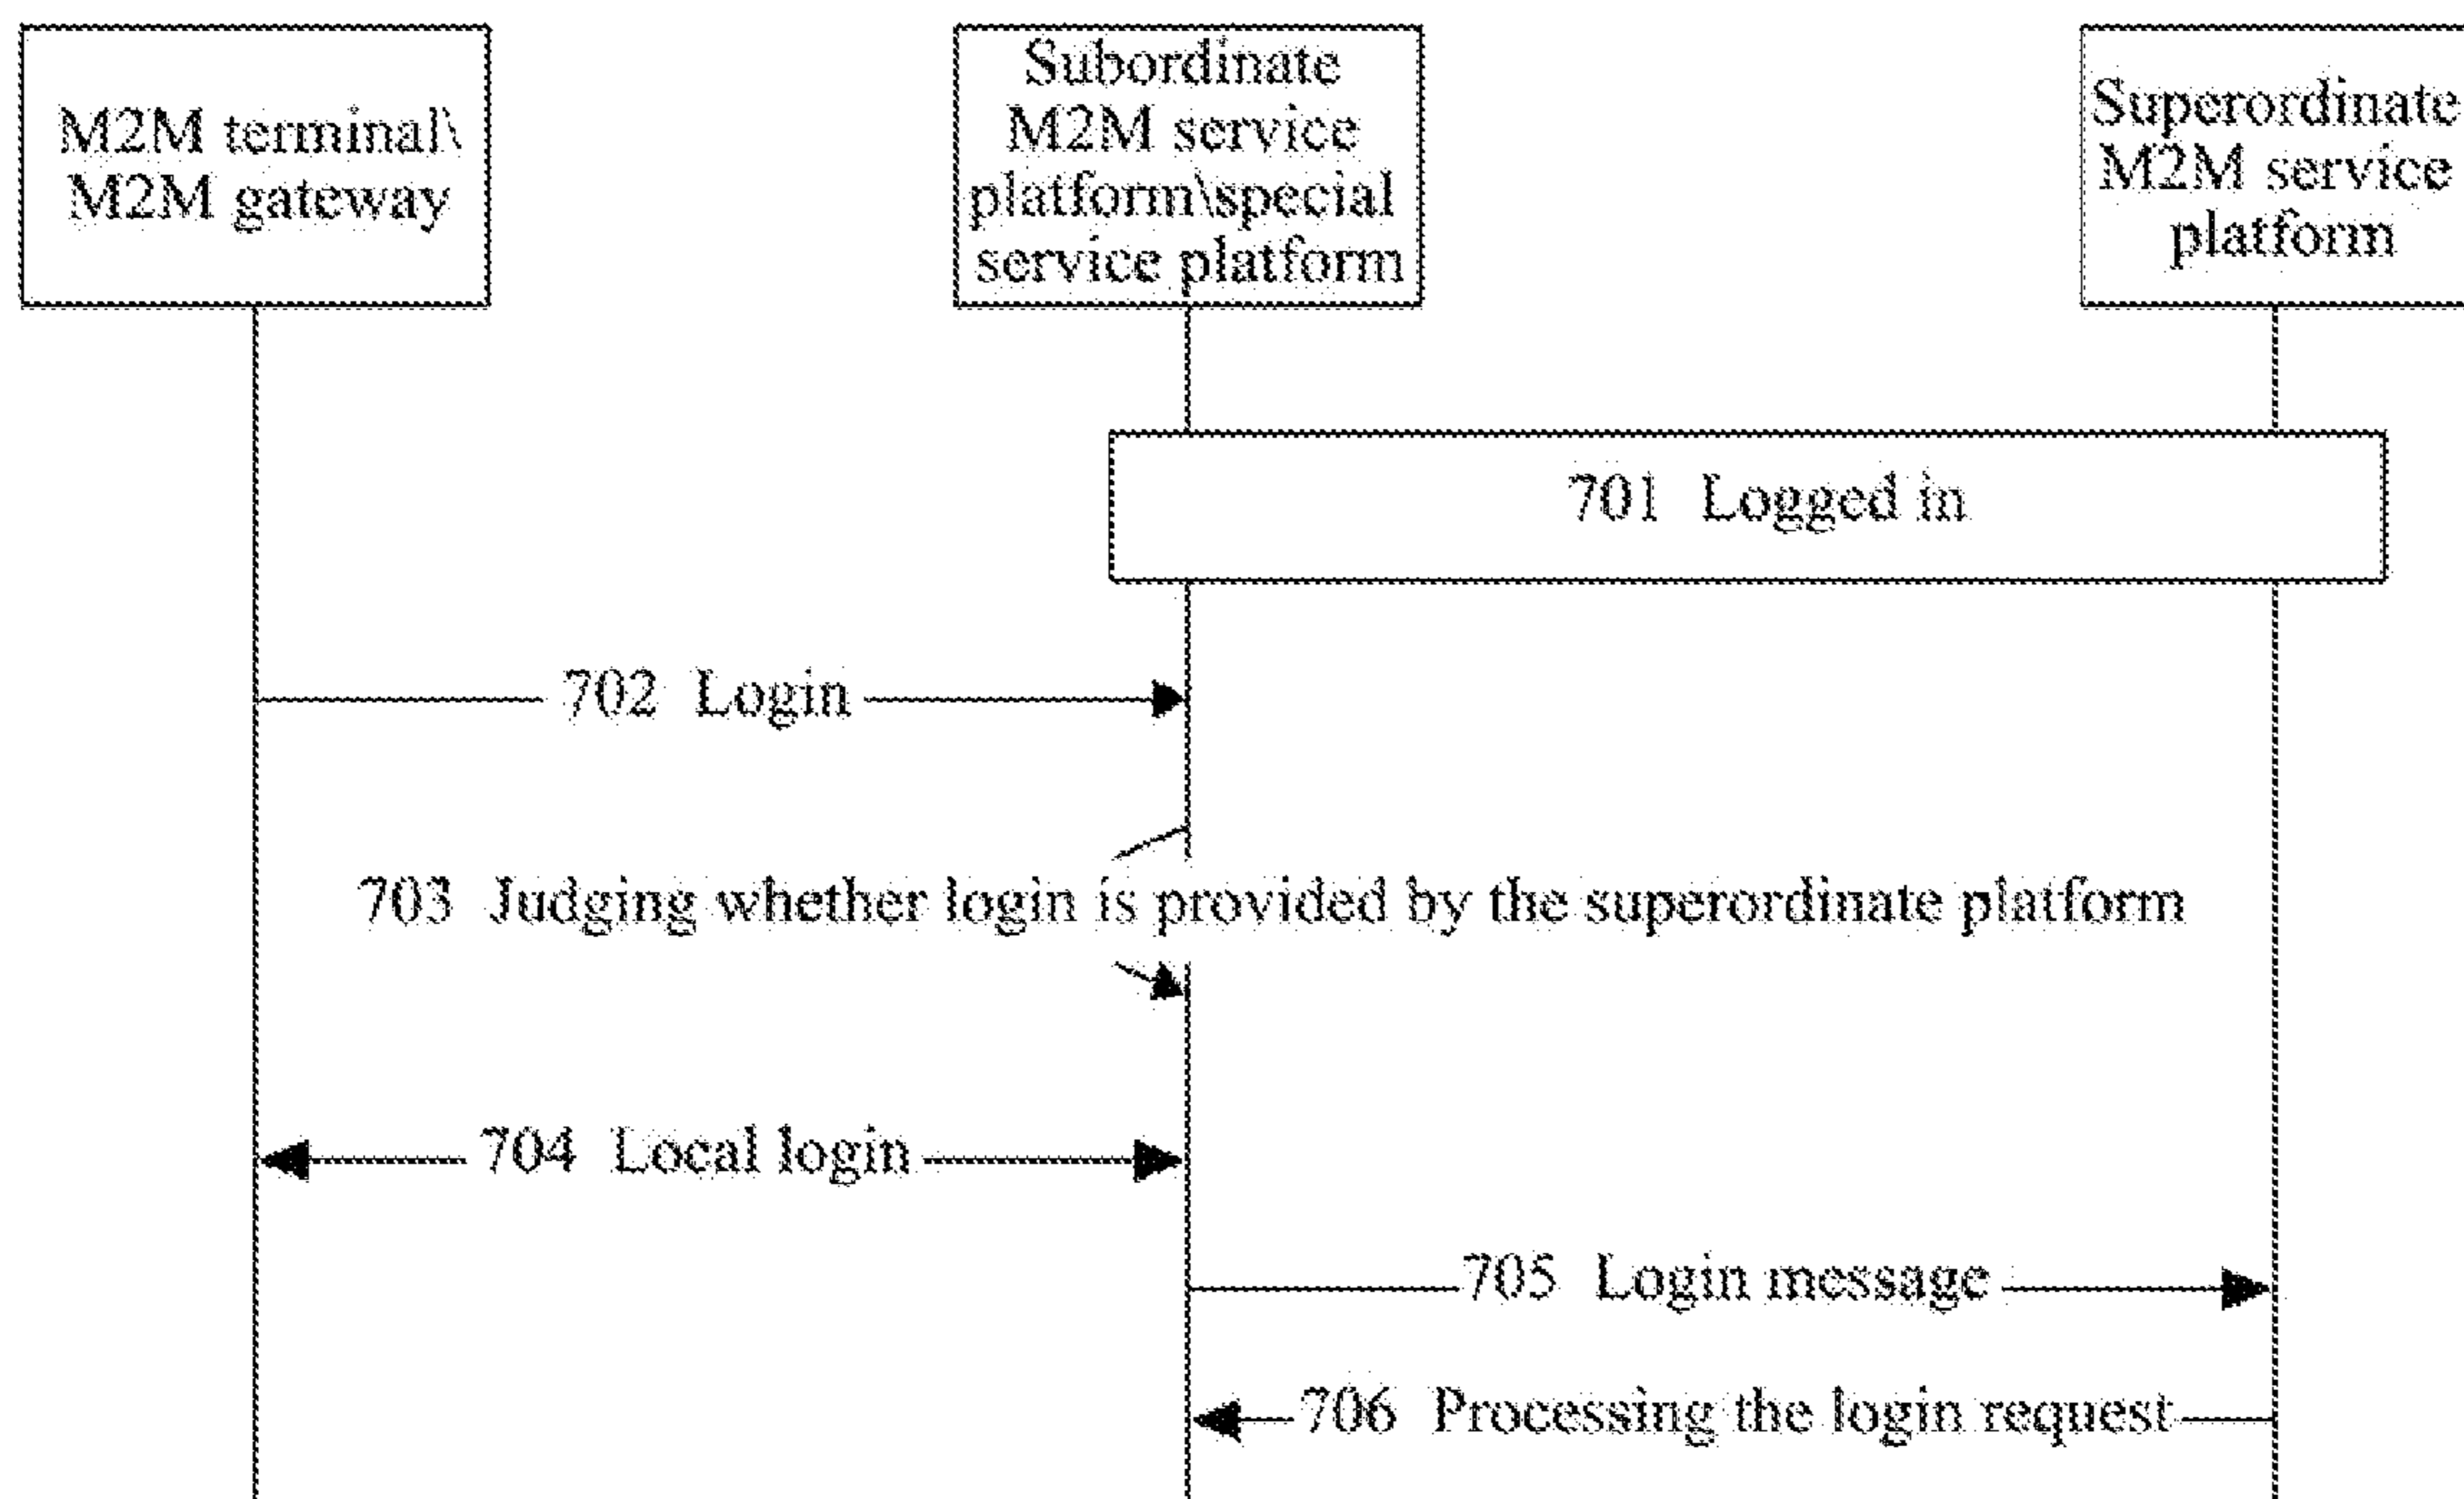 M2M terminal\
M2M gateway
Subordinate
M2M service
platform\special
service platform
Superordinate
M2M service
platform
701 Logged in
702 Login
703 Judging whether login is provided by the superordinate platform
704 Local login
705 Login message
706 Processing the login request